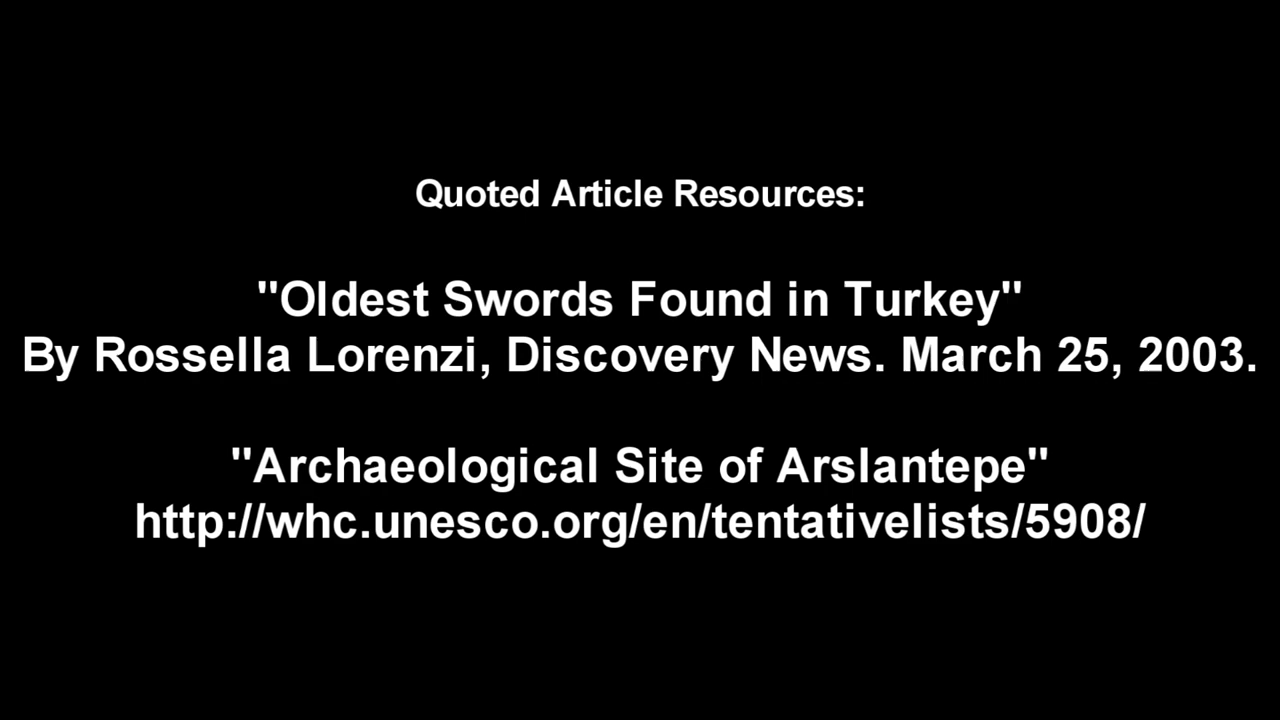 Quoted Article Resources:
"Oldest Swords Found in Turkey"
By Rossella Lorenzi, Discovery News. March 25, 2003.
"Archaeological Site of Arslantepe"
http://whc.unesco.org/en/tentativelists/5908/